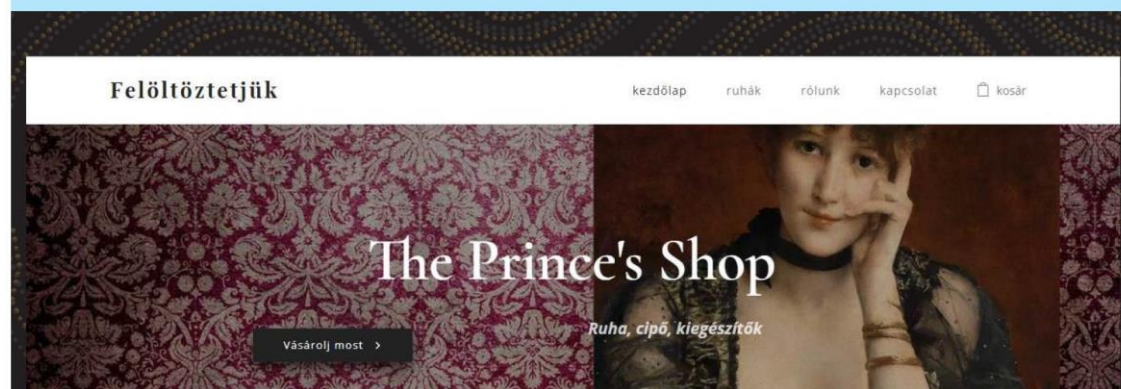 Felöltöztetjük
kezdőlap ruhák rólunk kapcsolat kosár
The Prince's Shop
Ruha, cipő, kiegészítők
Vásárolj most